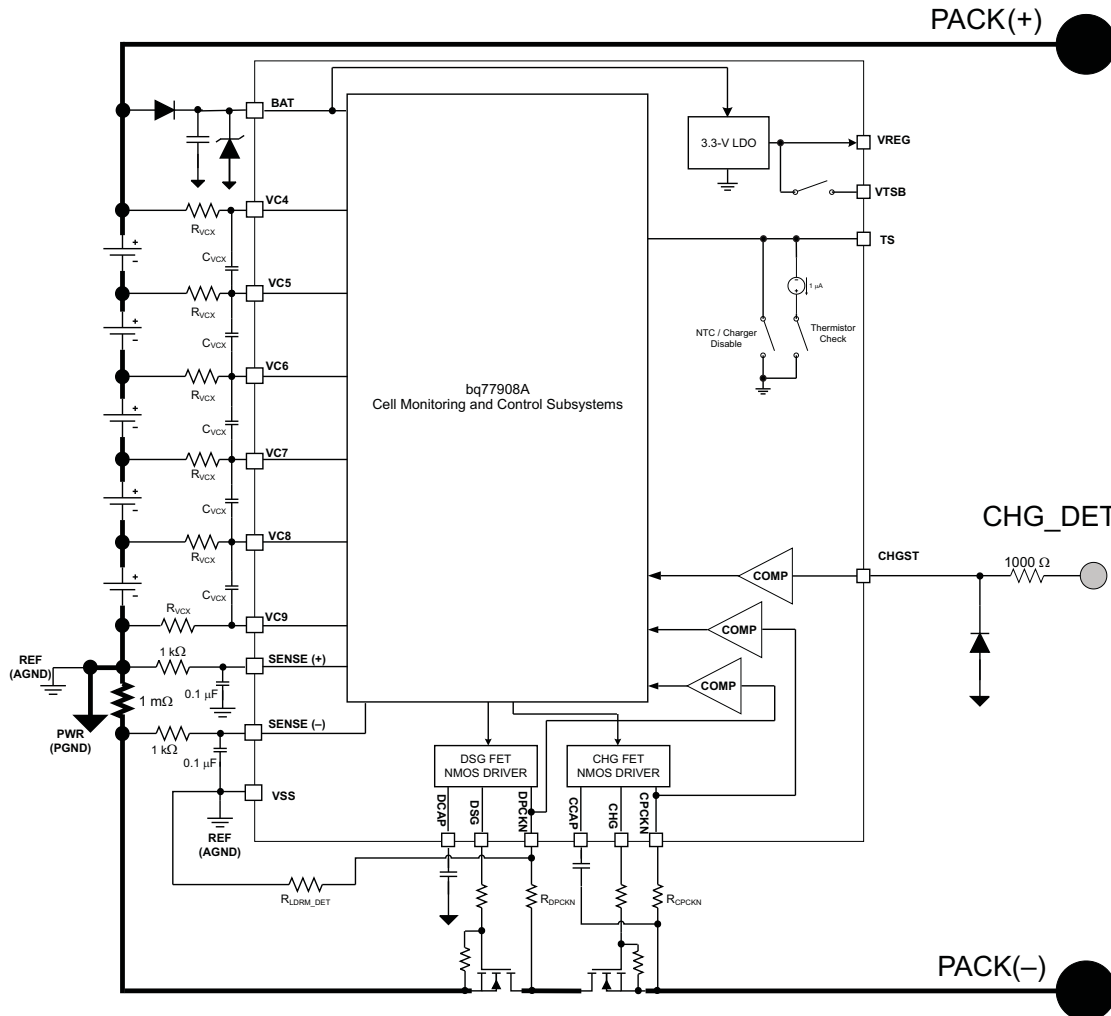 PACK(+)
BAT
3.3-V LDO
VREG
VTSB
VC4
RVCX
TS
CVCX
1 µA
VC5
RVCX
NTC / Charger
Disable
Thermistor
Check
CVCX
VC6
RVCX
bq77908A
Cell Monitoring and Control Subsystems
CVCX
VC7
RVCX
CVCX
CHG_DET
VC8
RVCX
CHGST
1000 Ω
COMP
CVCX
RVCX
VC9
COMP
REF
(AGND)
1 kΩ
SENSE (+)
0.1 µF
COMP
1 mΩ
PWR
(PGND)
SENSE (–)
1 kΩ
0.1 µF
DSG FET
NMOS DRIVER
CHG FET
NMOS DRIVER
VSS
DCAP
DSG
DPCKN
CCAP
CHG
CPCKN
REF
(AGND)
RLDRM_DET
RDPCKN
RCPCKN
PACK(–)